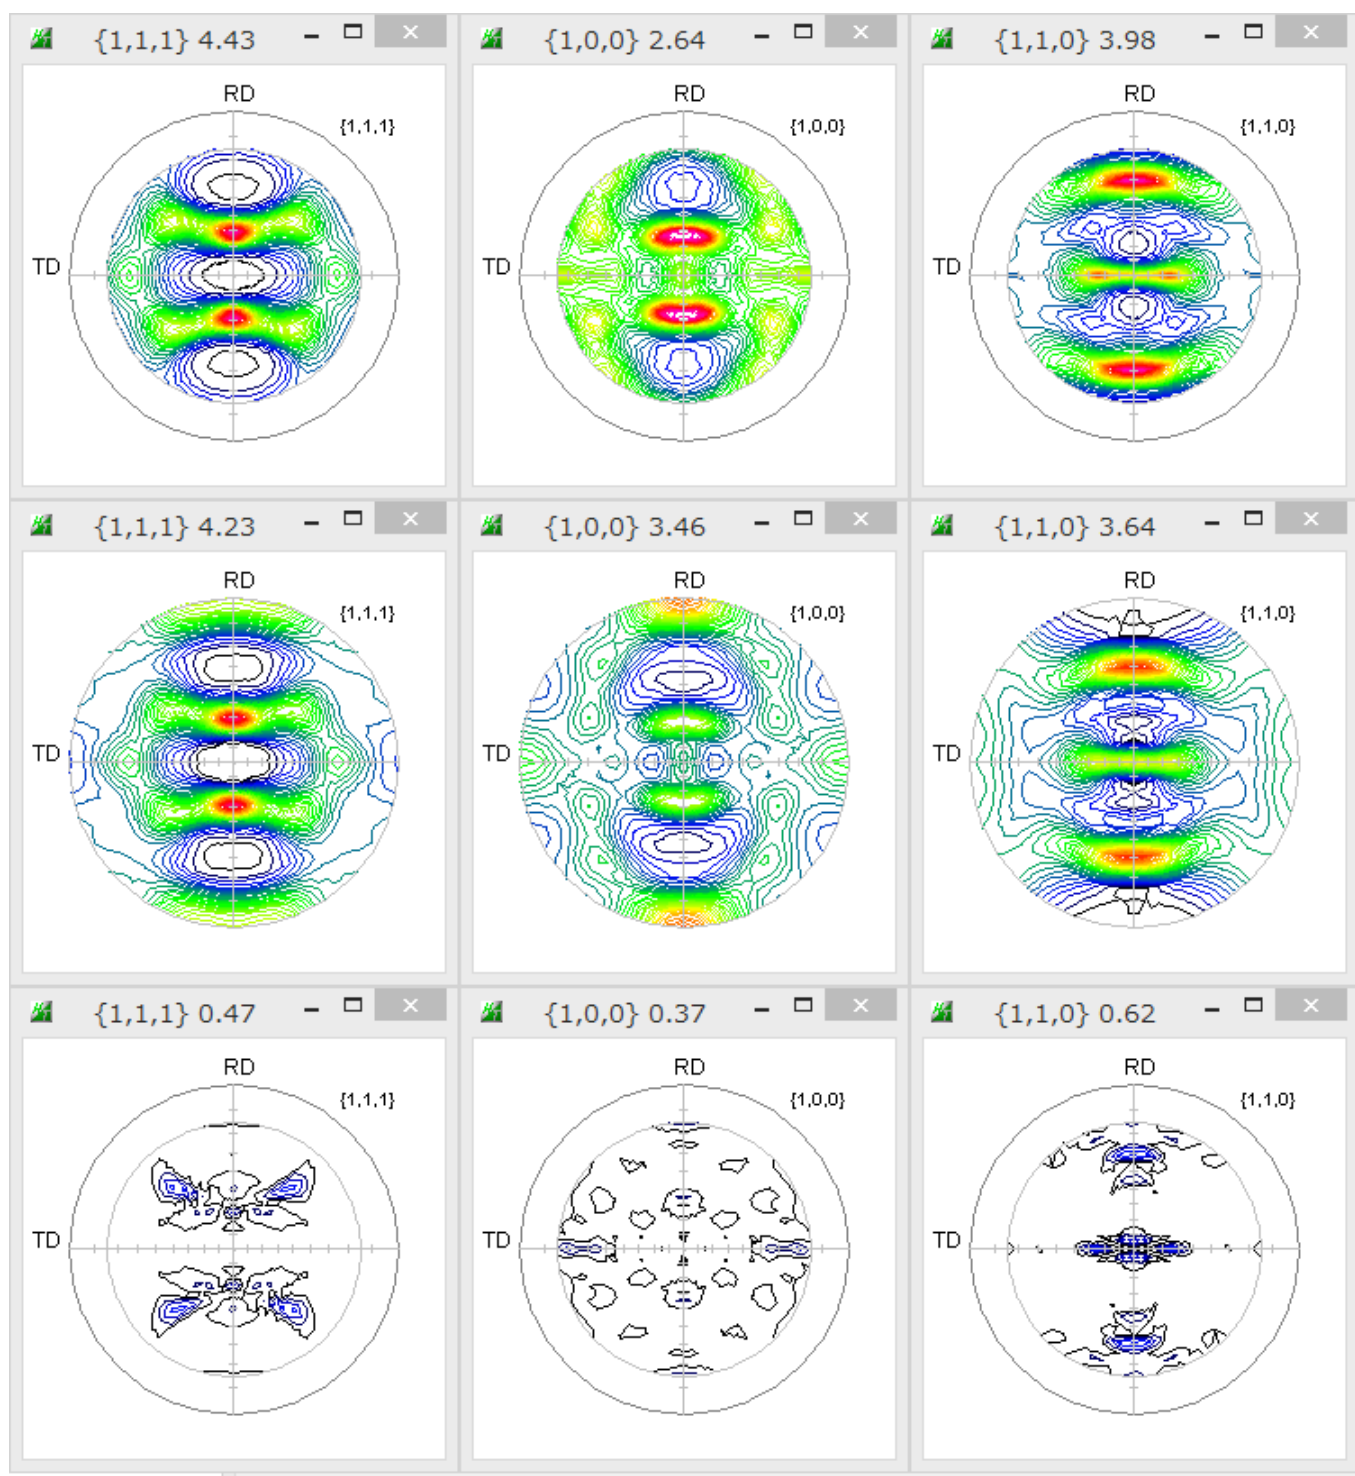 {1,1,1} 4.43
{1,0,0} 2.64
{1,1,0} 3.98
RD
{1,1,1}
TD
RD
{1,0,0}
TD
RD
{1,1,0}
TD
{1,1,1} 4.23
{1,0,0} 3.46
{1,1,0} 3.64
RD
{1,1,1}
TD
RD
{1,0,0}
TD
RD
{1,1,0}
TD
{1,1,1} 0.47
{1,0,0} 0.37
{1,1,0} 0.62
RD
{1,1,1}
TD
RD
{1,0,0}
TD
RD
{1,1,0}
TD